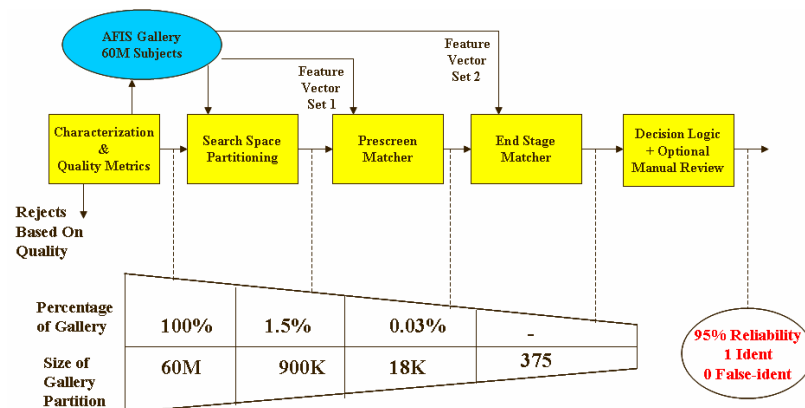 AFIS Gallery
60M Subjects
Feature
Vector
Set 1
Feature
Vector
Set 2
Characterization
&
Quality Metrics
Search Space
Partitioning
Prescreen
Matcher
End Stage
Matcher
Decision Logic
+ Optional
Manual Review
Rejects
Based On
Quality
Percentage
of Gallery
100%
1.5%
0.03%
-
Size of
Gallery
Partition
60M
900K
18K
375
95% Reliability
1 Ident
0 False-ident